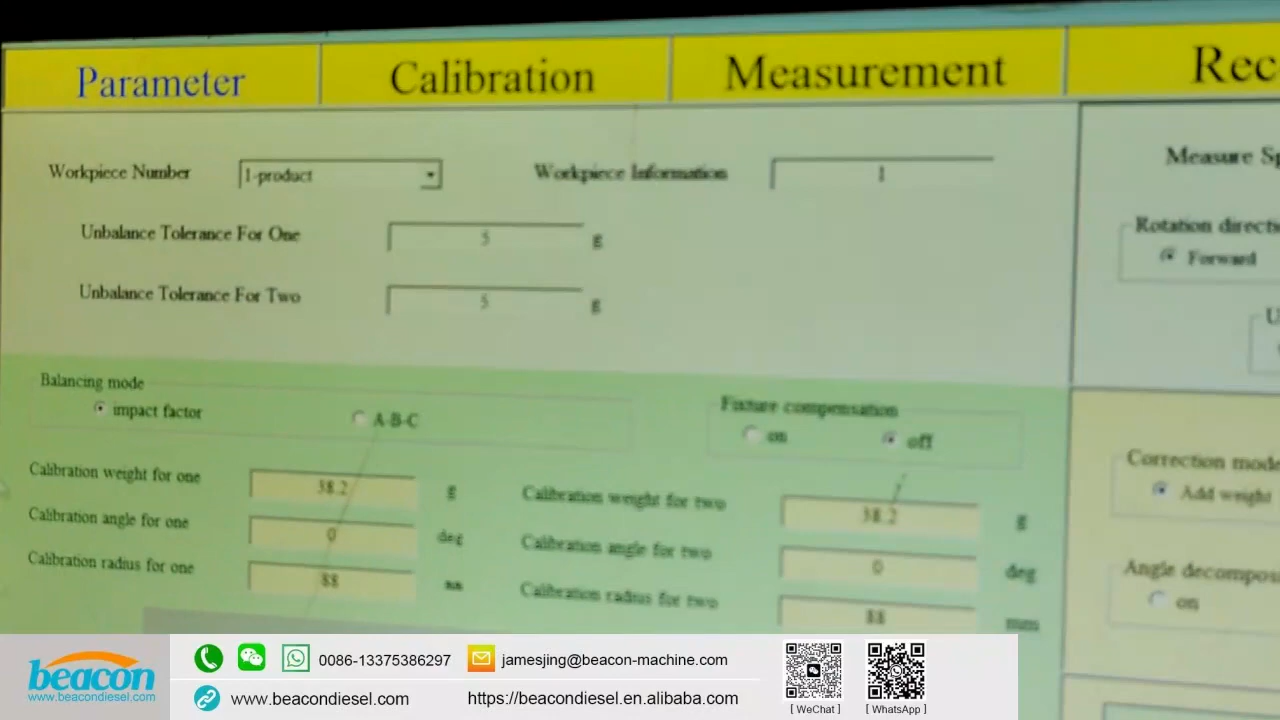 Parameter
Calibration
Measurement
Rec
Workpiece Number
1-product
Workpiece Information
1
Measure Sp
Unbalance Tolerance For One
5
g
Rotation directi
Forward
Unbalance Tolerance For Two
5
g
U
Balancing mode
impact factor
A-B-C
Fixture compensation
on
off
Correction mode
Add weight
Calibration weight for one
38.2
g
Calibration weight for two
38.2
g
Calibration angle for one
0
deg
Calibration angle for two
0
deg
Angle decomposi
on
Calibration radius for one
88
Calibration radius for two
88
mm
beacon
www.beacondiesel.com
0086-13375386297
jamesjing@beacon-machine.com
www.beacondiesel.com
https://beacondiesel.en.alibaba.com
[ WeChat ]
[ WhatsApp ]